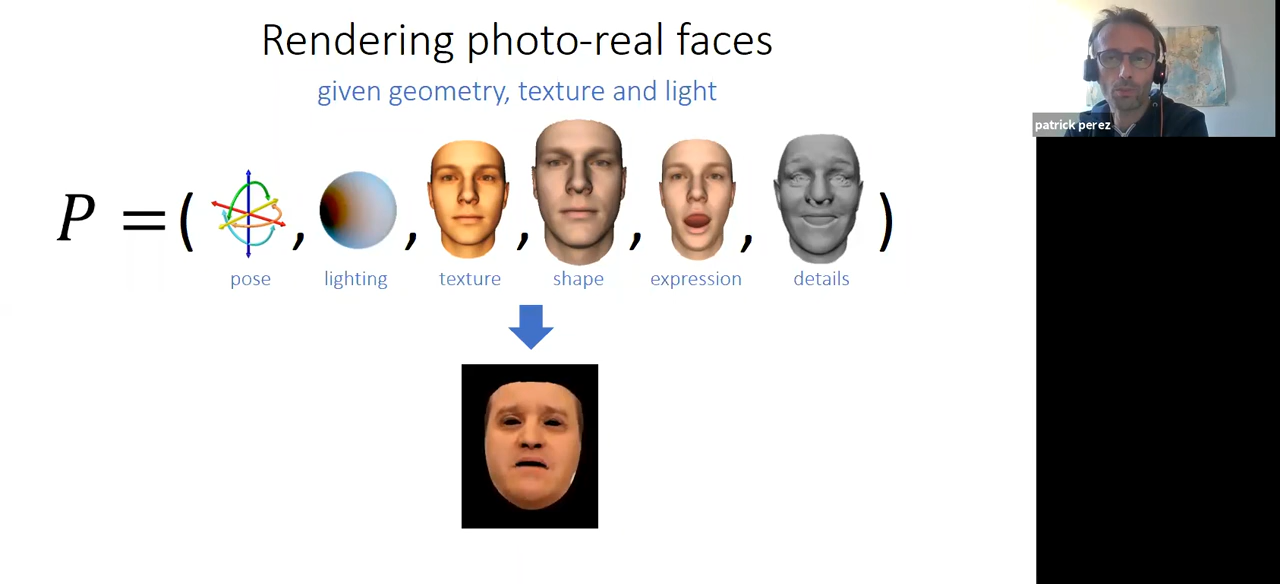 Rendering photo-real faces
given geometry, texture and light
P = ( , , , , , )
pose lighting texture shape expression details
patrick perez